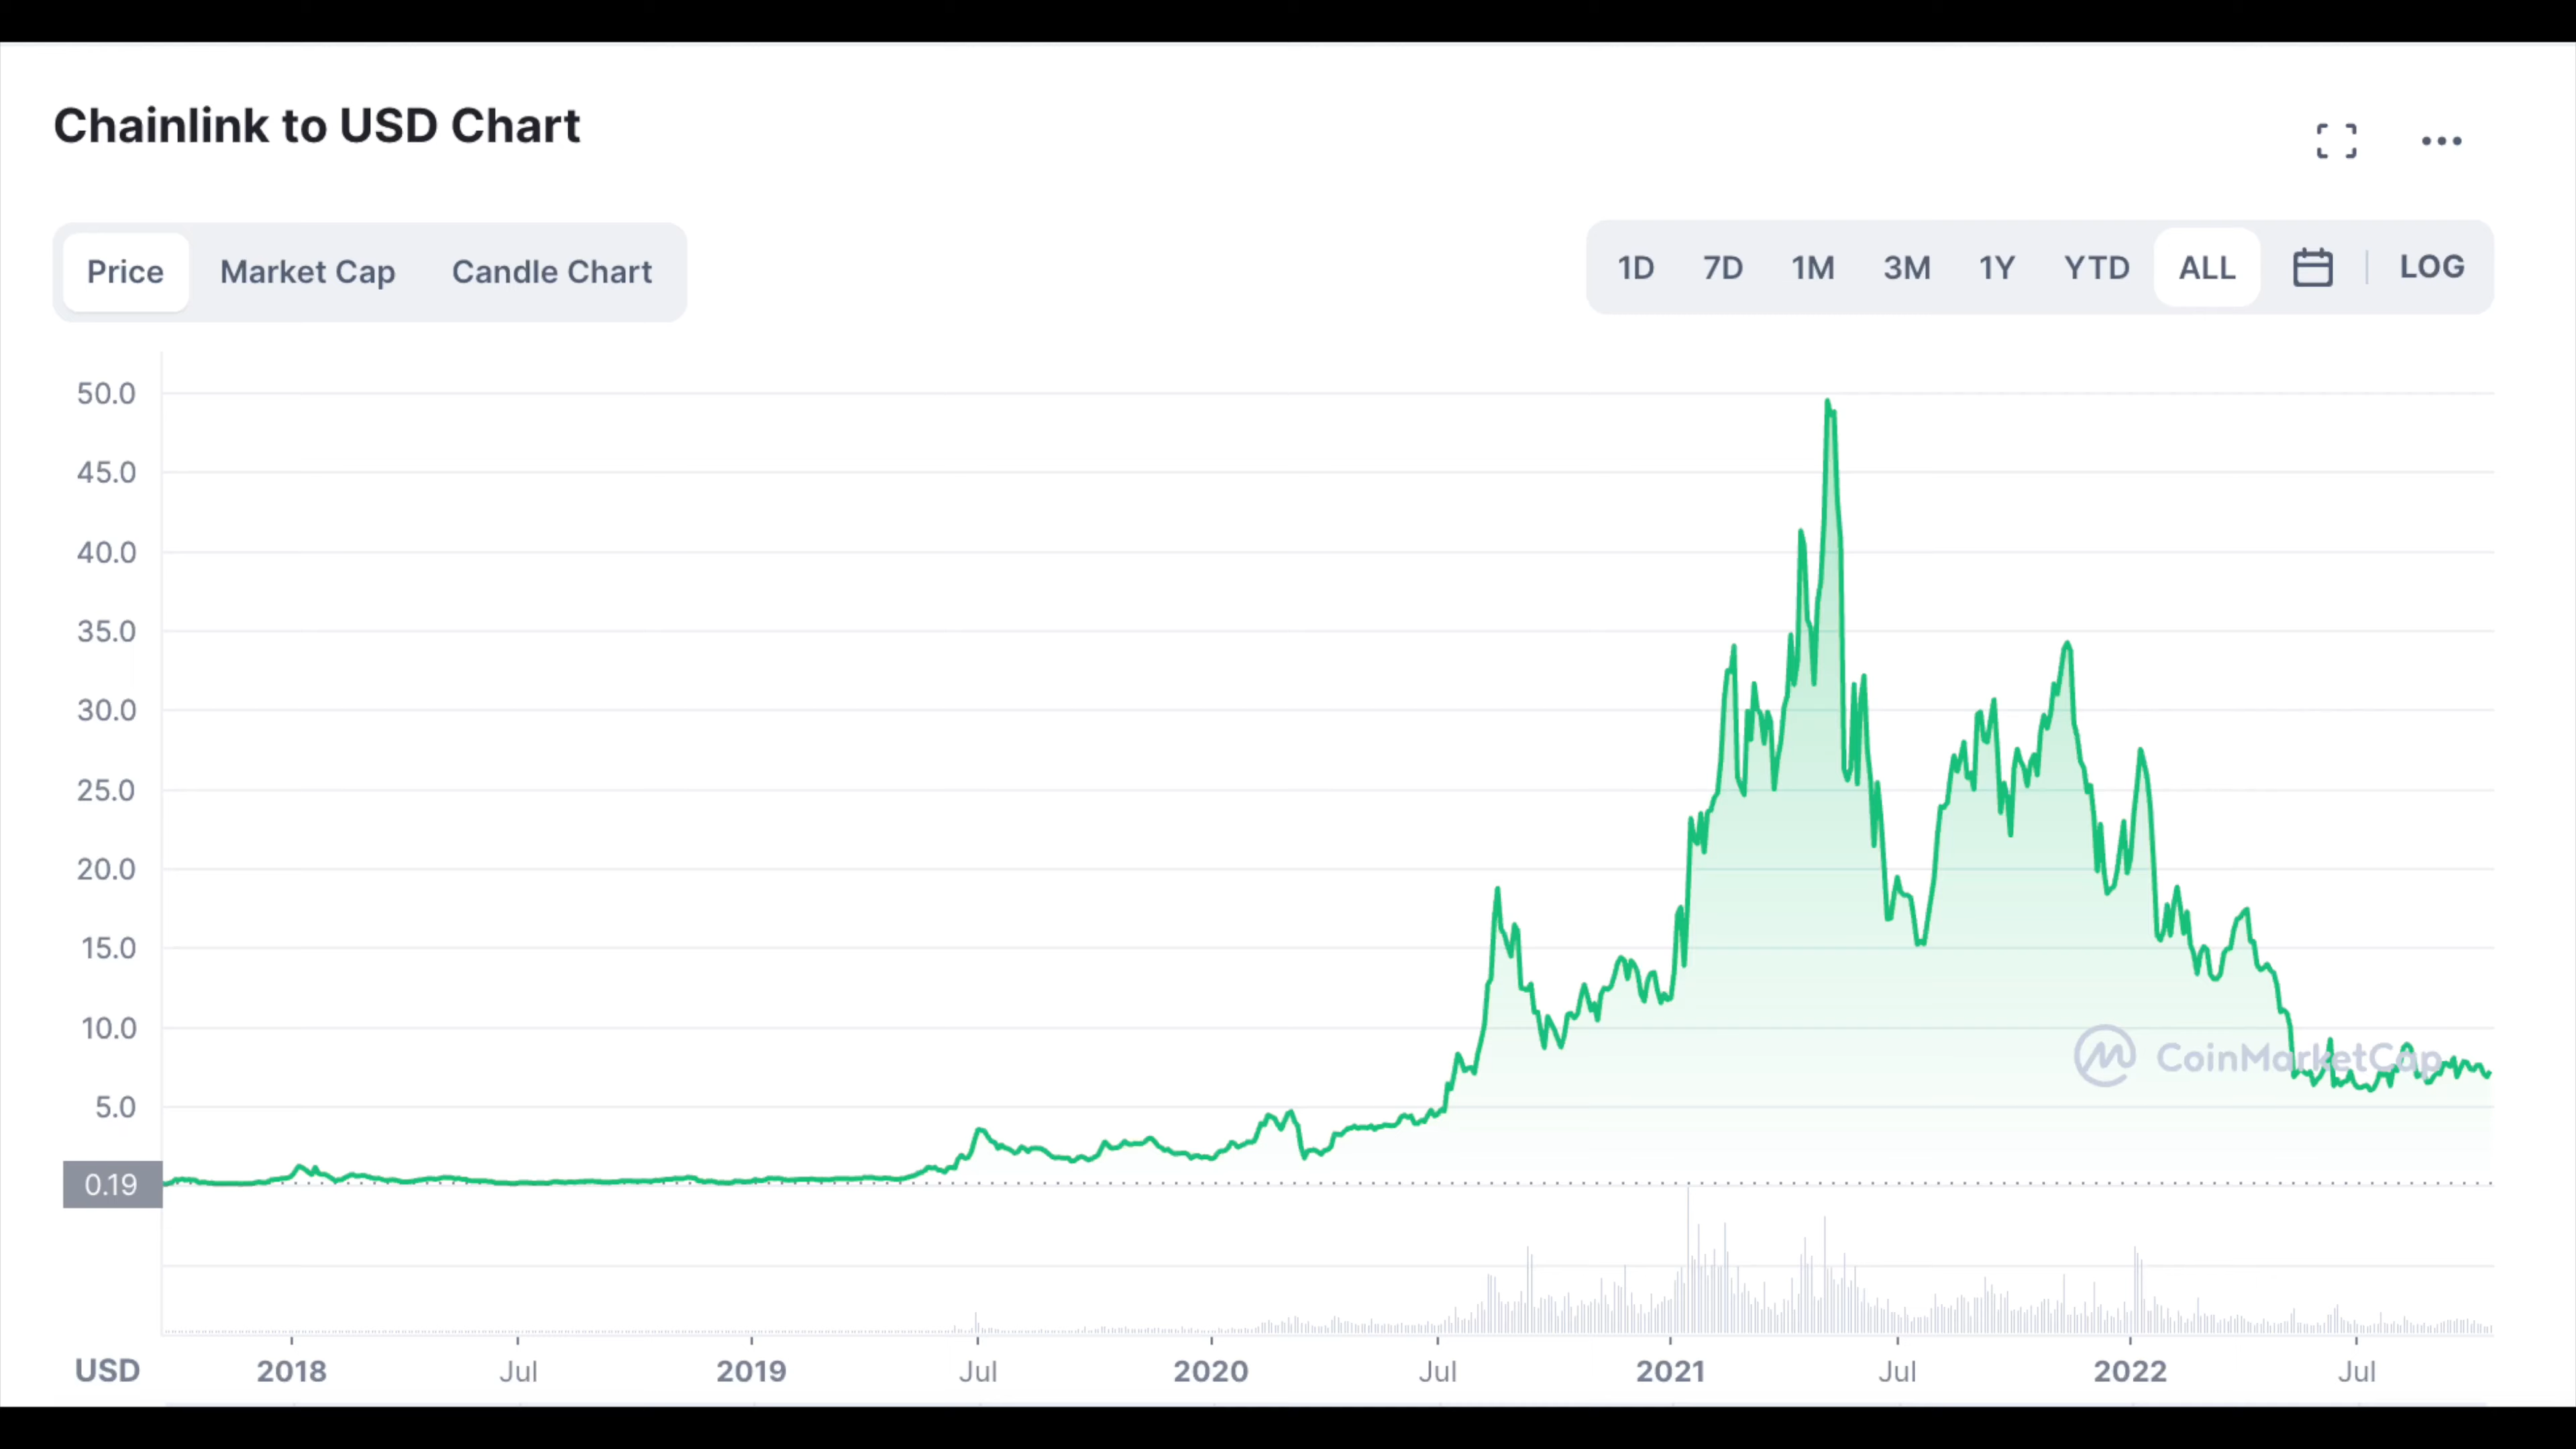 Chainlink to USD Chart
Price Market Cap Candle Chart
1D 7D 1M 3M 1Y YTD ALL LOG
50.0
45.0
40.0
35.0
30.0
25.0
20.0
15.0
10.0
CoinMarketCap
5.0
0.19
USD 2018 Jul 2019 Jul 2020 Jul 2021 Jul 2022 Jul